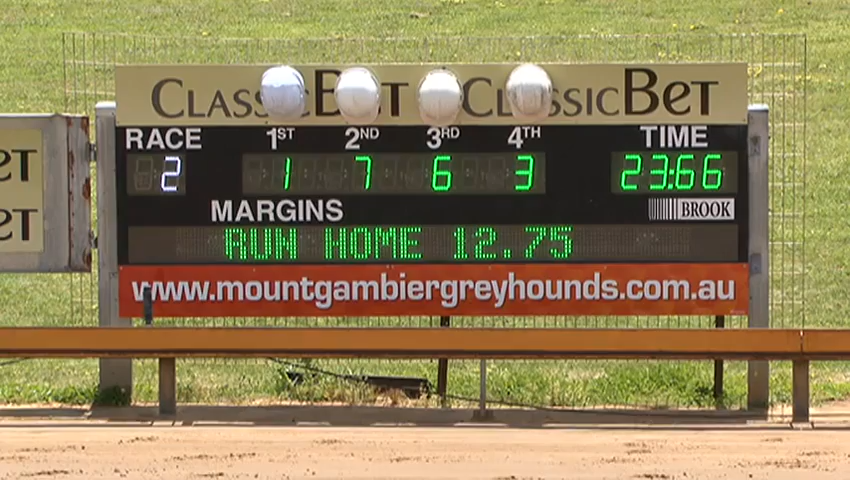 CLASSICBET CLASSICBET
RACE 1ST 2ND 3RD 4TH TIME
2 1 7 6 3 23:66
MARGINS BROOK
RUN HOME 12.75
www.mountgambiergreyhounds.com.au
ET
ET